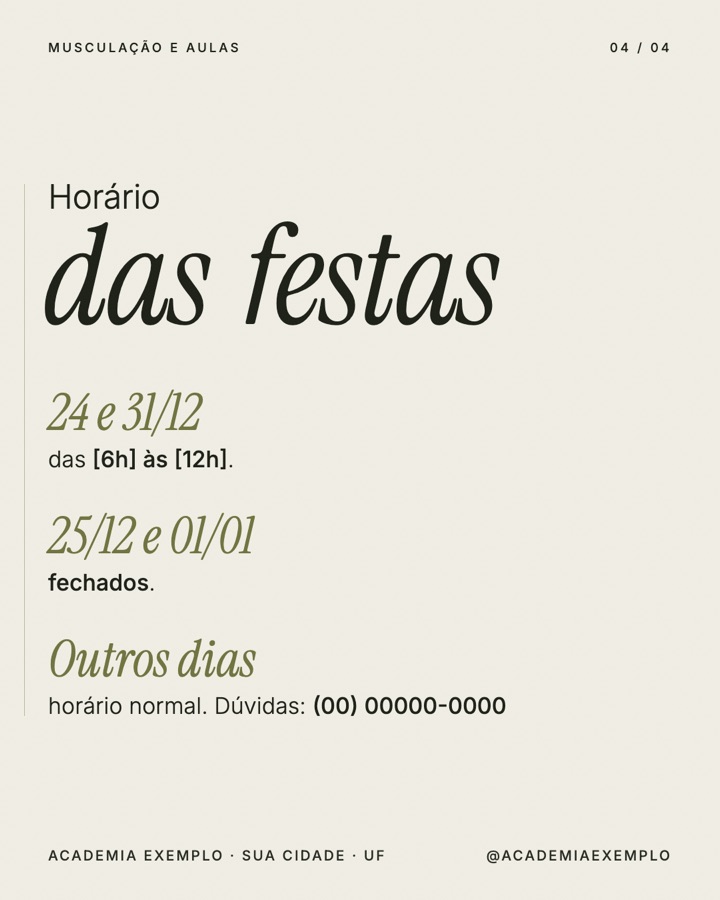 MUSCULAÇÃO E AULAS
04 / 04
Horário
das festas
24 e 31/12
das [6h] às [12h].
25/12 e 01/01
fechados.
Outros dias
horário normal. Dúvidas: (00) 00000-0000
ACADEMIA EXEMPLO · SUA CIDADE · UF
@ACADEMIAEXEMPLO